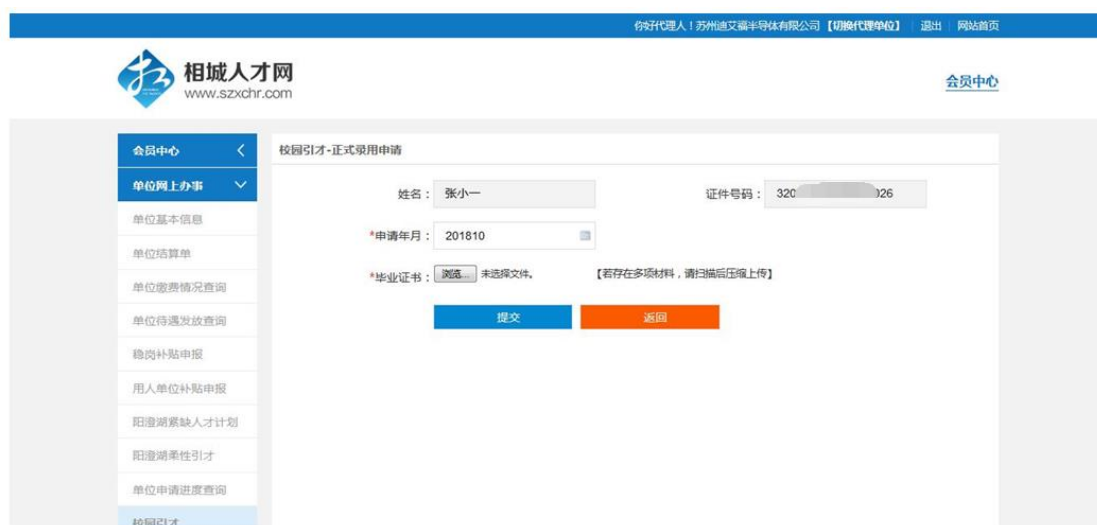 你好代理人！苏州迪艾福半导体有限公司【切换代理单位】 退出 网站首页
相城人才网
www.szxchr.com
会员中心
会员中心
校园引才-正式录用申请
单位网上办事
姓名： 张小一 证件号码： 320 026
单位基本信息
*申请年月： 201810
单位结算单
*毕业证书： 浏览... 未选择文件。 【若存在多项材料，请扫描后压缩上传】
单位缴费情况查询
提交 返回
单位待遇发放查询
稳岗补贴申报
用人单位补贴申报
阳澄湖紧缺人才计划
阳澄湖柔性引才
单位申请进度查询
校园引才